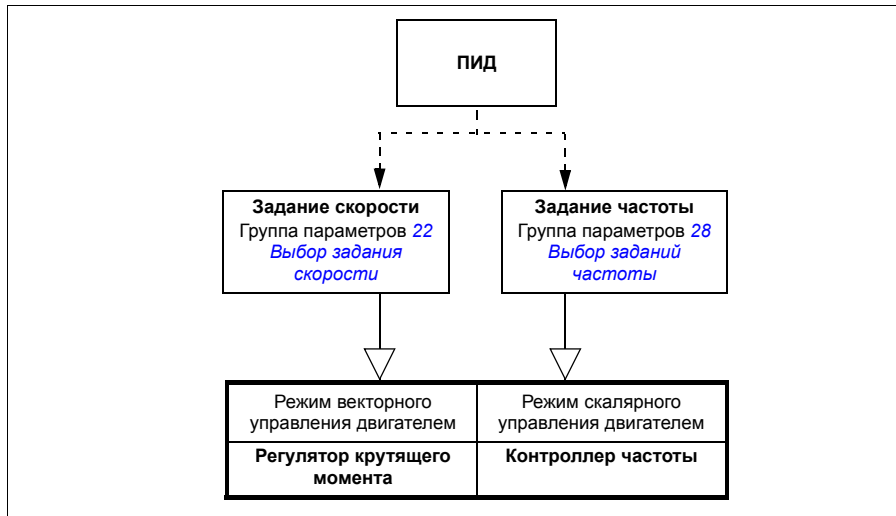 ПИД
Задание скорости
Группа параметров 22
Выбор задания
скорости
Задание частоты
Группа параметров 28
Выбор заданий
частоты
Режим векторного
управления двигателем
Режим скалярного
управления двигателем
Регулятор крутящего
момента
Контроллер частоты